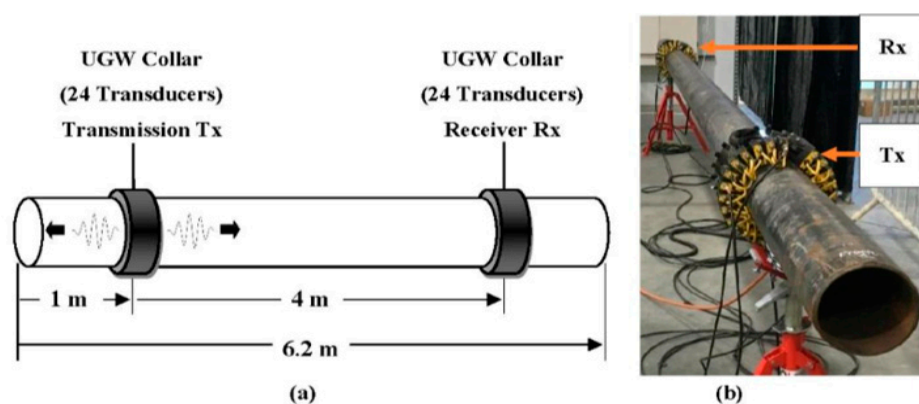 UGW Collar
(24 Transducers)
Transmission Tx
UGW Collar
(24 Transducers)
Receiver Rx
1 m
4 m
6.2 m
(a)
Rx
Tx
(b)